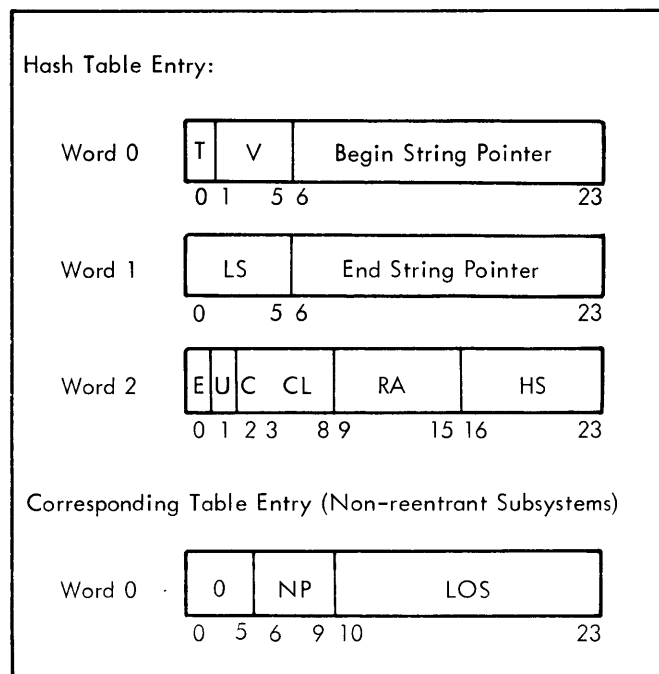 Hash Table Entry:
Word 0 T V Begin String Pointer
0 1 5 6 23
Word 1 LS End String Pointer
0 5 6 23
Word 2 E U C CL RA HS
0 1 2 3 8 9 15 16 23
Corresponding Table Entry (Non-reentrant Subsystems)
Word 0 0 NP LOS
0 5 6 9 10 23